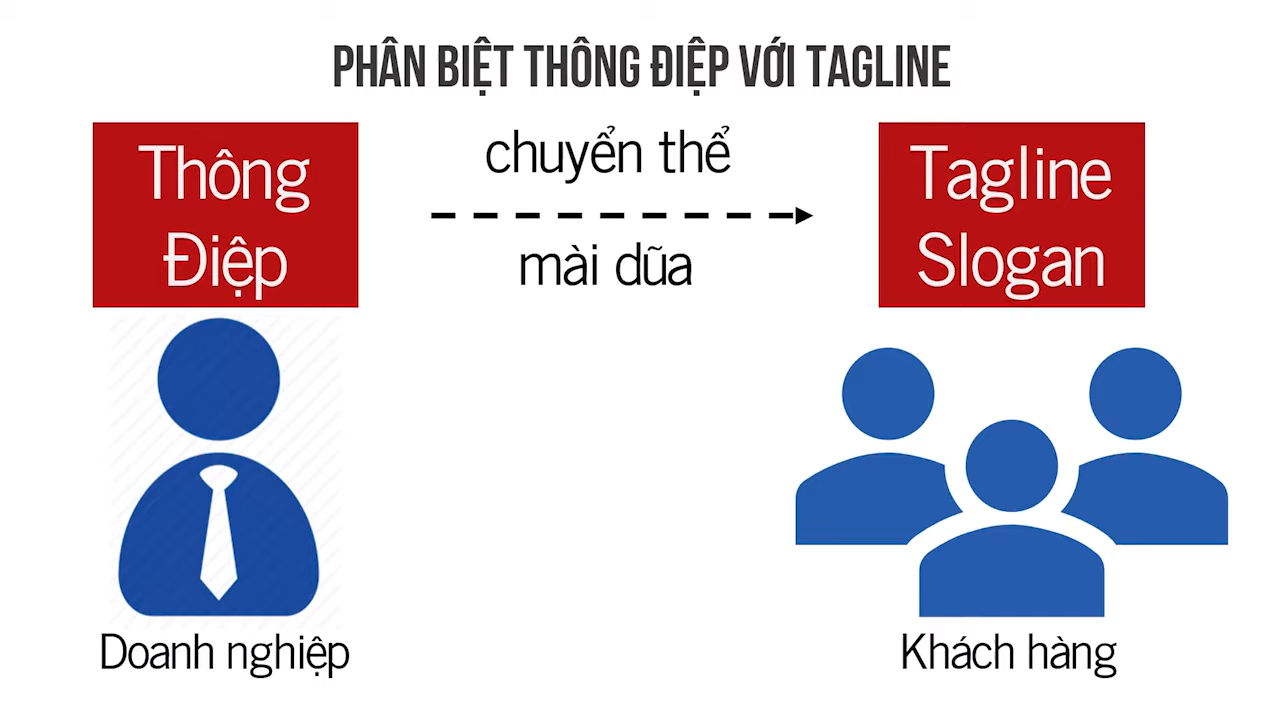 PHÂN BIỆT THÔNG ĐIỆP VỚI TAGLINE
Thông
Điệp
chuyển thể
mài dũa
Tagline
Slogan
Doanh nghiệp
Khách hàng